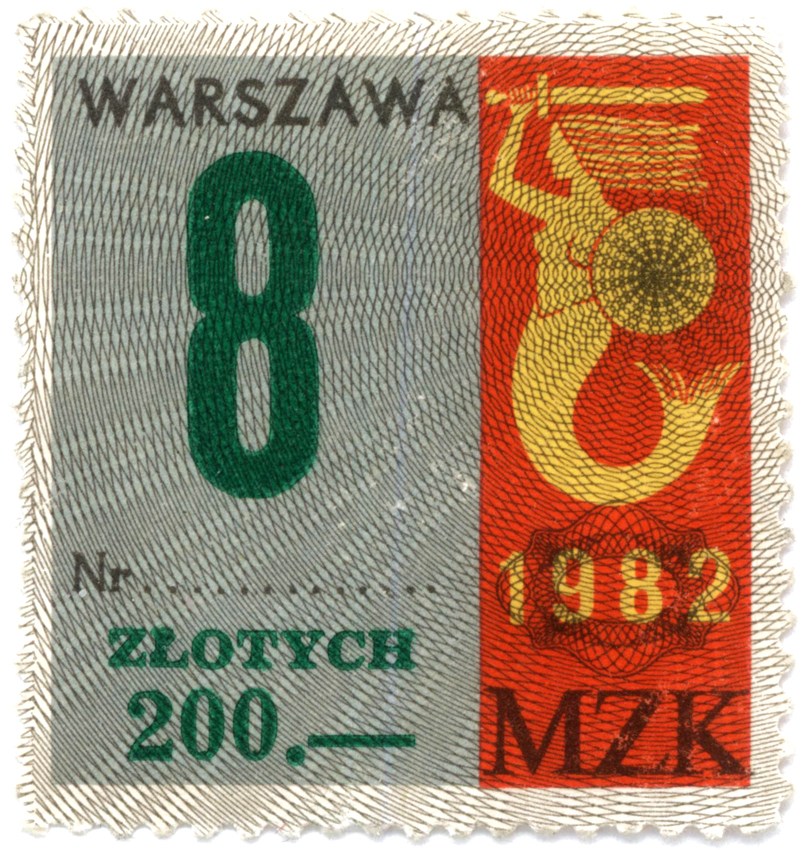 WARSZAWA
8
Nr..............
ZŁOTYCH
200.—
1982
MZK